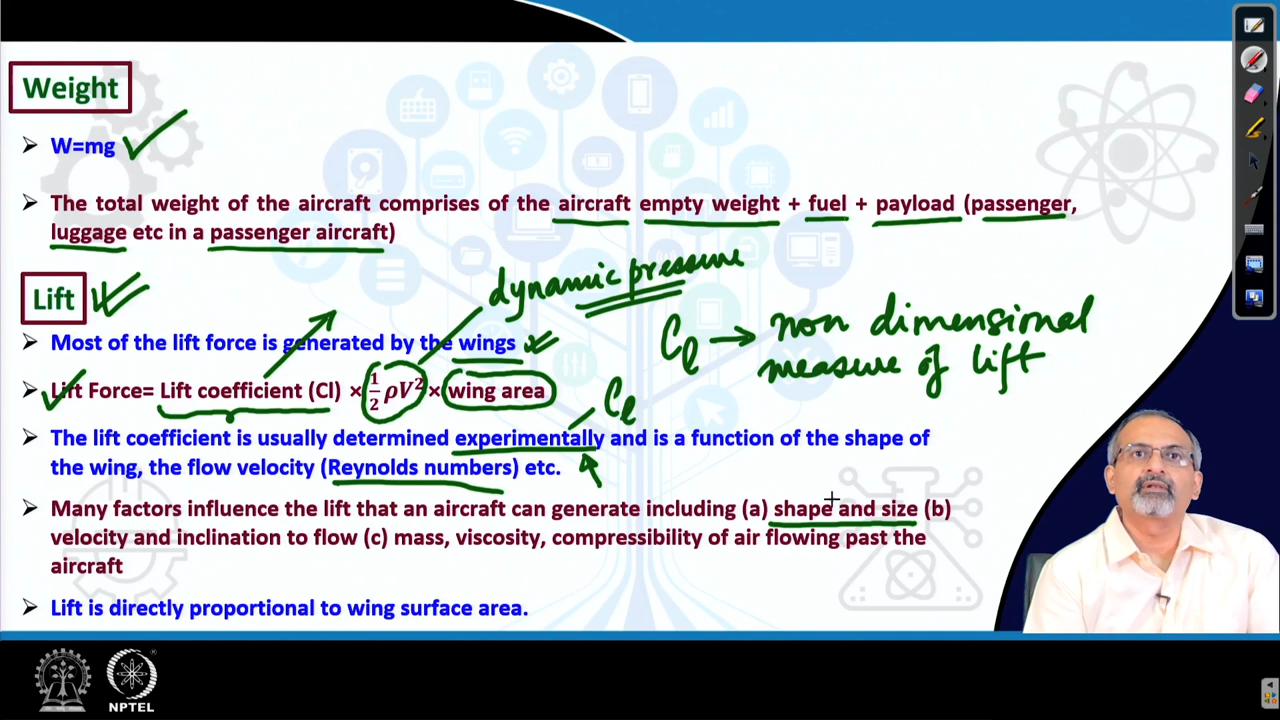 Weight
➢ W=mg
➢ The total weight of the aircraft comprises of the aircraft empty weight + fuel + payload (passenger,
luggage etc in a passenger aircraft)
dynamic pressure
Lift
Cl → non dimensional
measure of lift
➢ Most of the lift force is generated by the wings
➢ Lift Force= Lift coefficient (Cl) × 1/2 ρV² × wing area
Cl
➢ The lift coefficient is usually determined experimentally and is a function of the shape of
the wing, the flow velocity (Reynolds numbers) etc.
➢ Many factors influence the lift that an aircraft can generate including (a) shape and size (b)
velocity and inclination to flow (c) mass, viscosity, compressibility of air flowing past the
aircraft
➢ Lift is directly proportional to wing surface area.
NPTEL